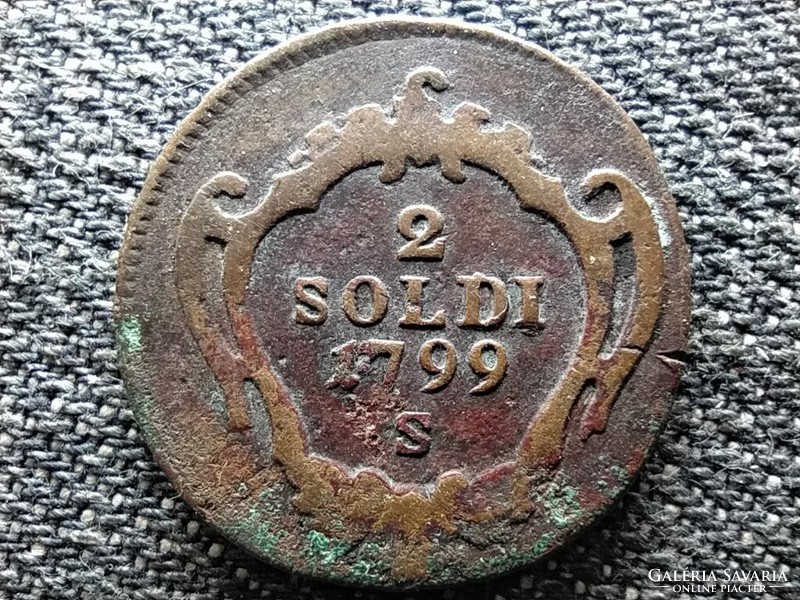 2
SOLDI
1799
S
GALÉRIA SAVARIA
ONLINE PIACTÉR